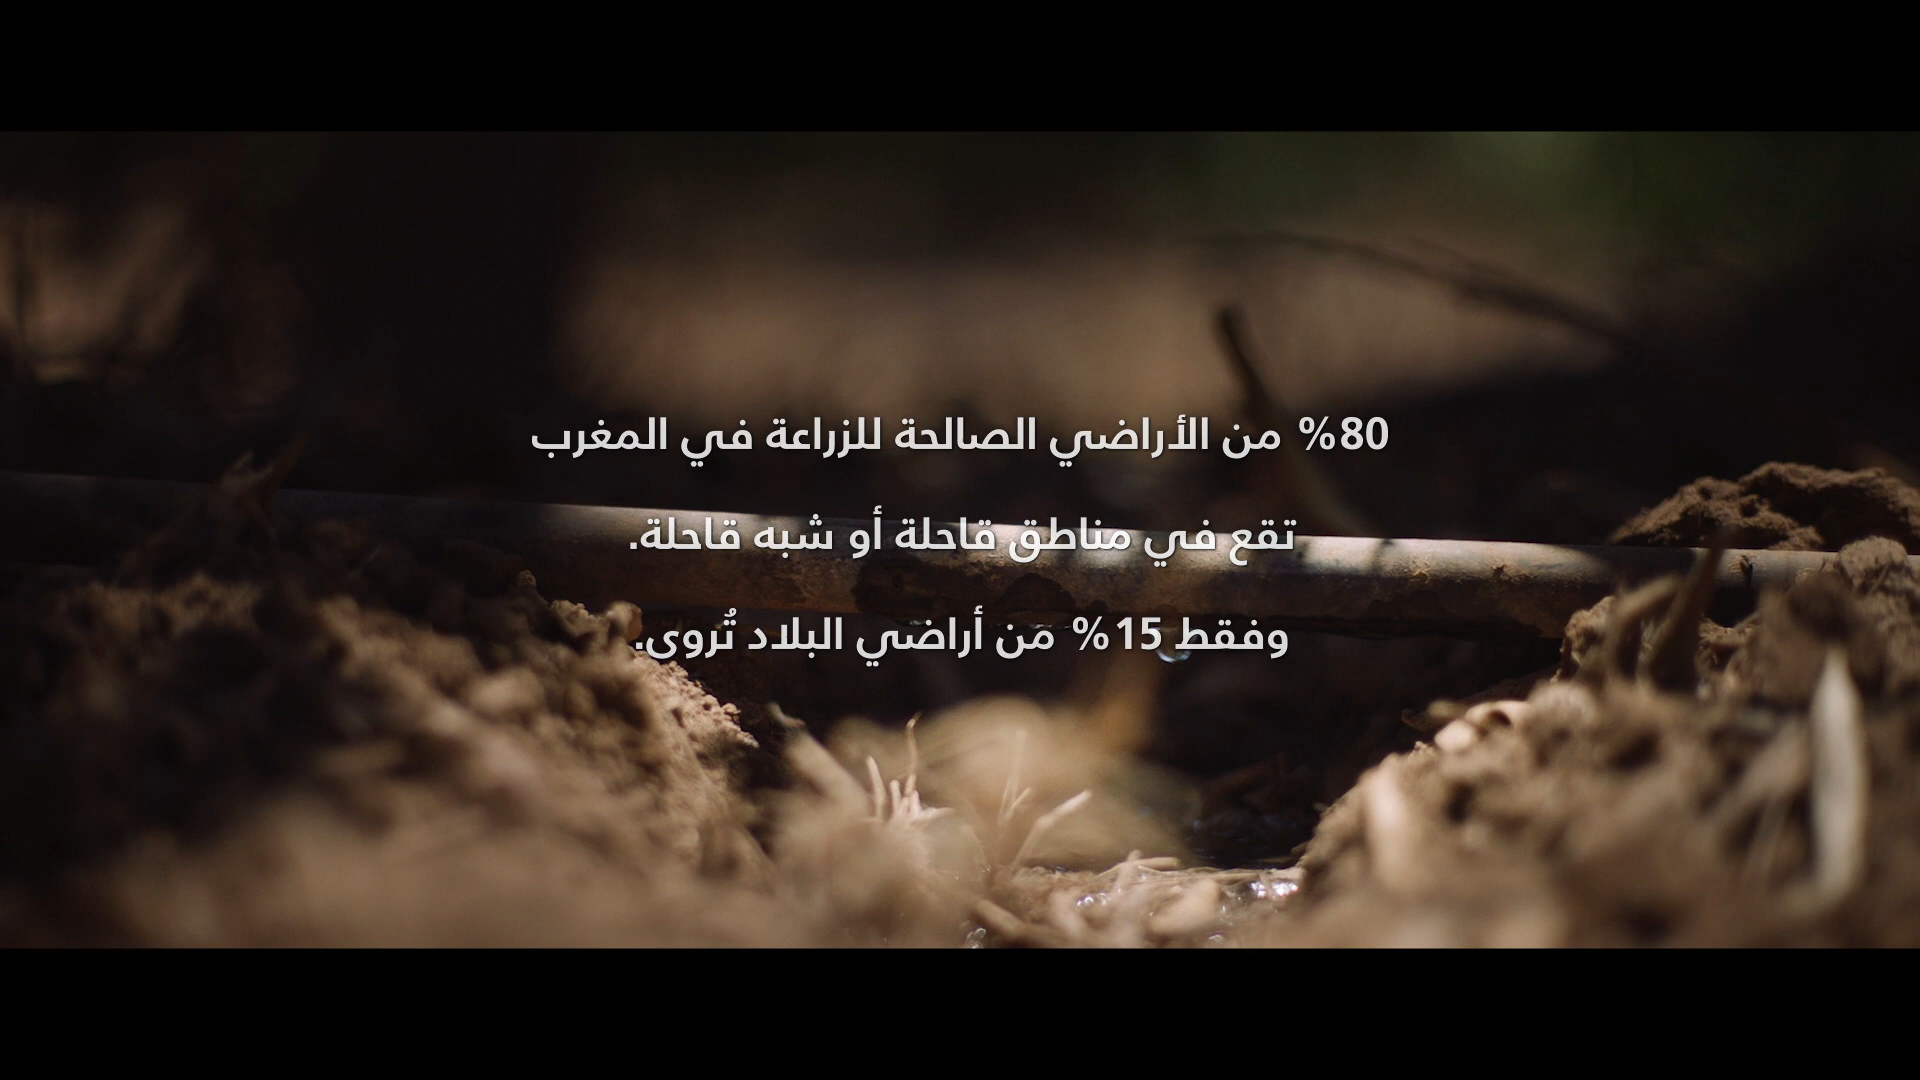 80% من الأراضي الصالحة للزراعة في المغرب
تقع في مناطق قاحلة أو شبه قاحلة.
وفقط 15% من أراضي البلاد تُروى.